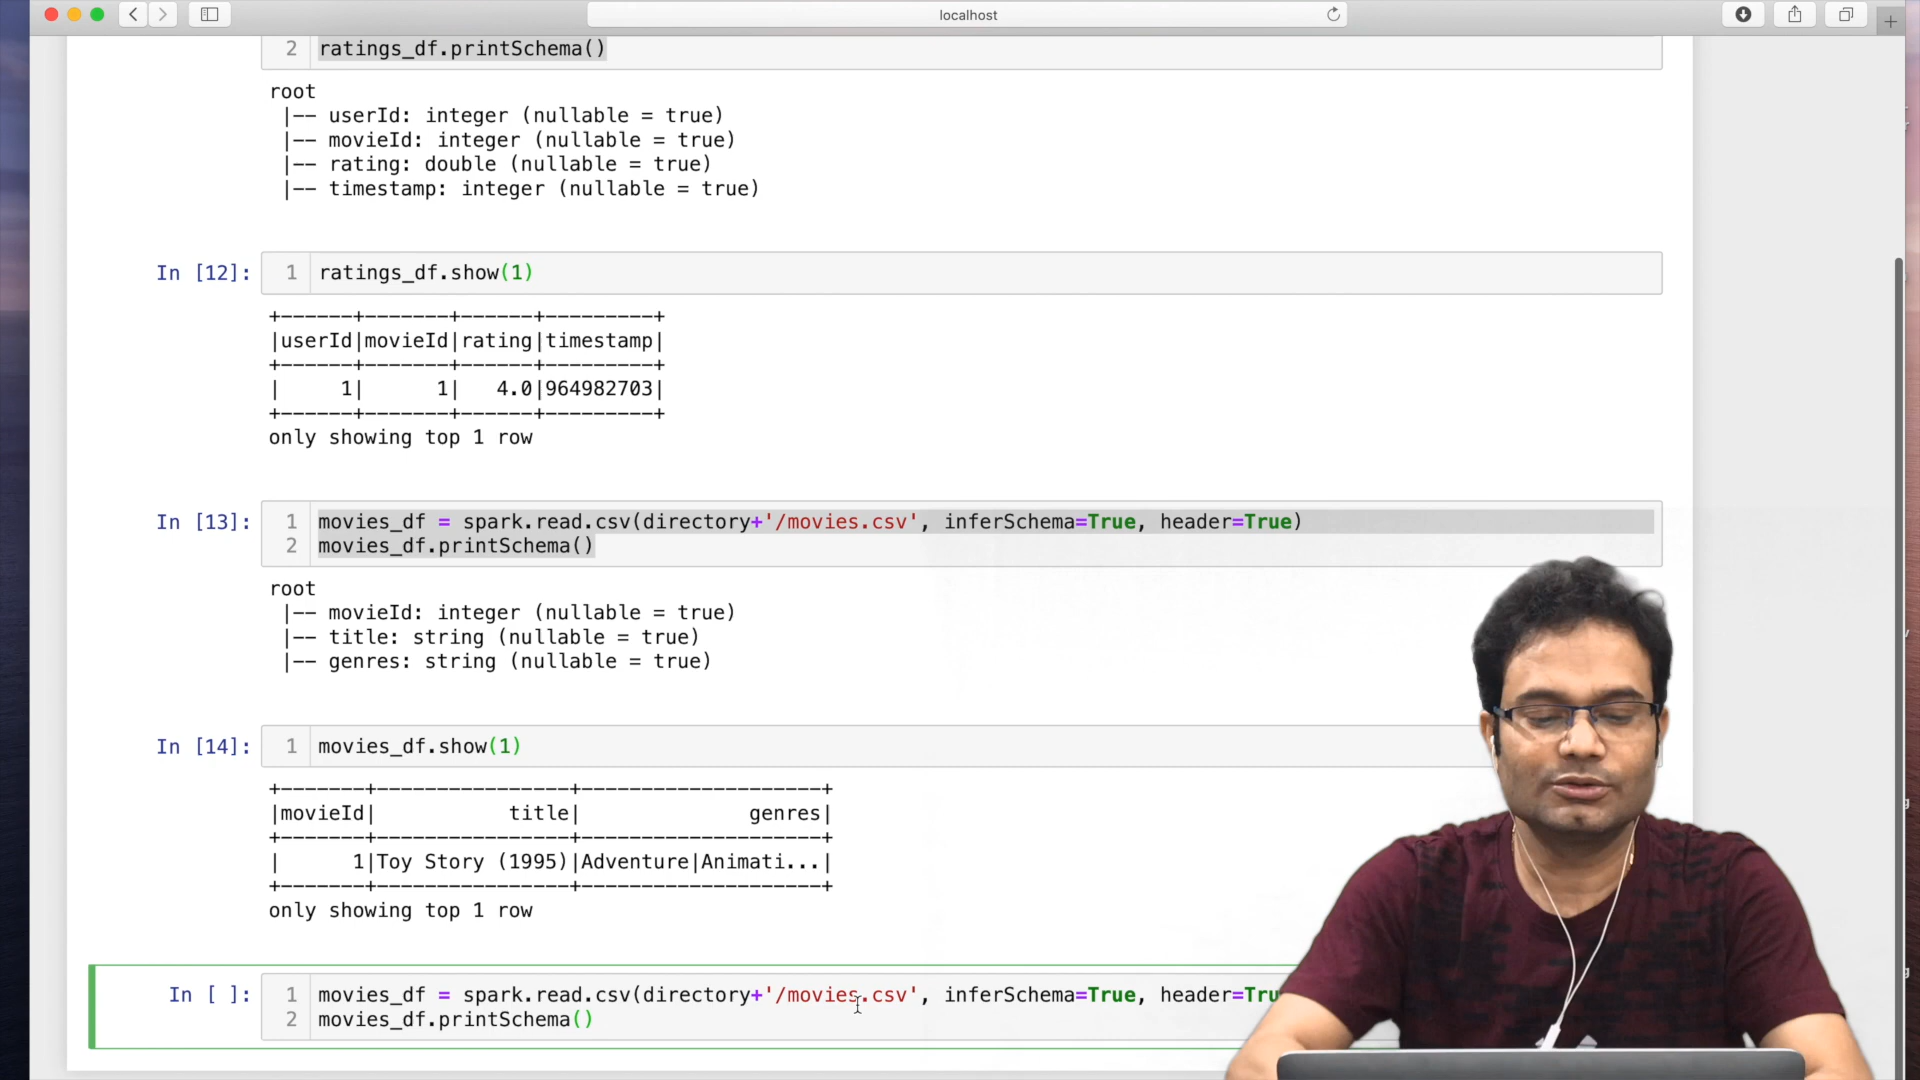 localhost
2 ratings_df.printSchema()
root
|-- userId: integer (nullable = true)
|-- movieId: integer (nullable = true)
|-- rating: double (nullable = true)
|-- timestamp: integer (nullable = true)
In [12]: 1 ratings_df.show(1)
+------+-------+------+---------+
|userId|movieId|rating|timestamp|
+------+-------+------+---------+
|     1|      1|   4.0|964982703|
+------+-------+------+---------+
only showing top 1 row
In [13]: 1 movies_df = spark.read.csv(directory+'/movies.csv', inferSchema=True, header=True)
2 movies_df.printSchema()
root
|-- movieId: integer (nullable = true)
|-- title: string (nullable = true)
|-- genres: string (nullable = true)
In [14]: 1 movies_df.show(1)
+-------+----------------+--------------------+
|movieId|           title|              genres|
+-------+----------------+--------------------+
|      1|Toy Story (1995)|Adventure|Animati...|
+-------+----------------+--------------------+
only showing top 1 row
In [ ]: 1 movies_df = spark.read.csv(directory+'/movies.csv', inferSchema=True, header=Tru
2 movies_df.printSchema()